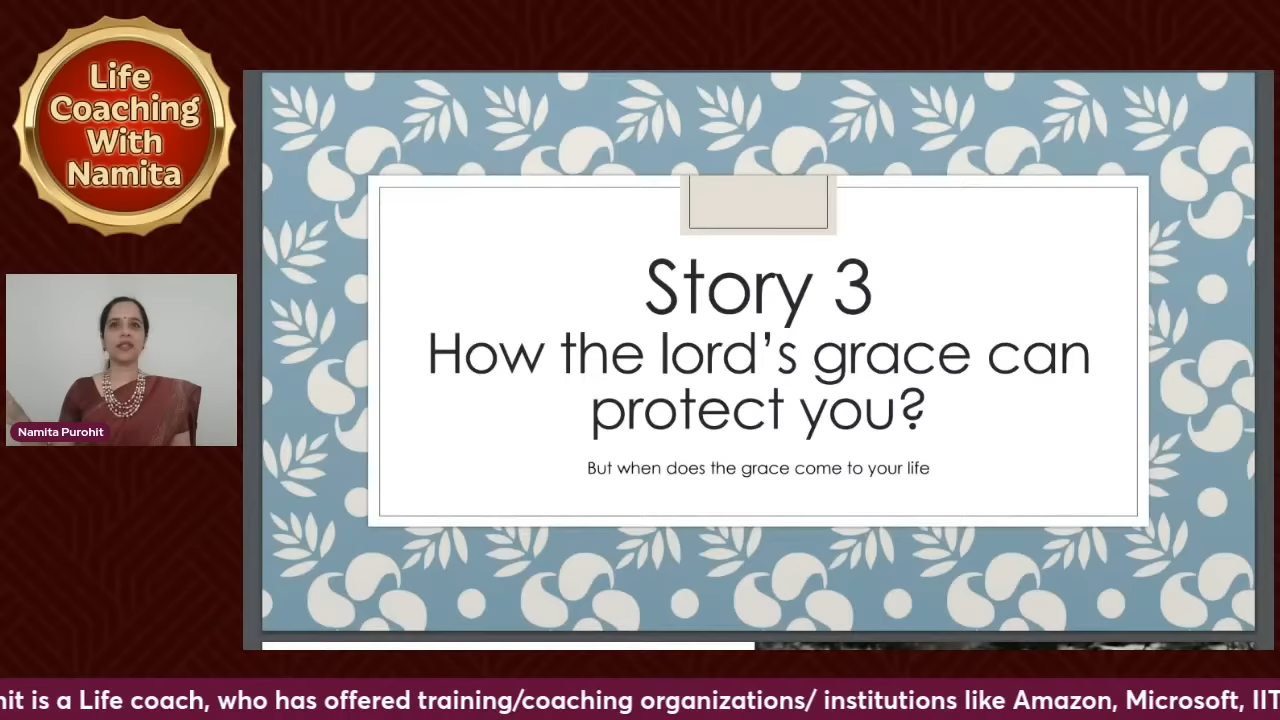 Life
Coaching
With
Namita
Namita Purohit
Story 3
How the lord's grace can
protect you?
But when does the grace come to your life
is a Life coach, who has offered training/coaching organizations/ institutions like Amazon, Microsoft, IIT